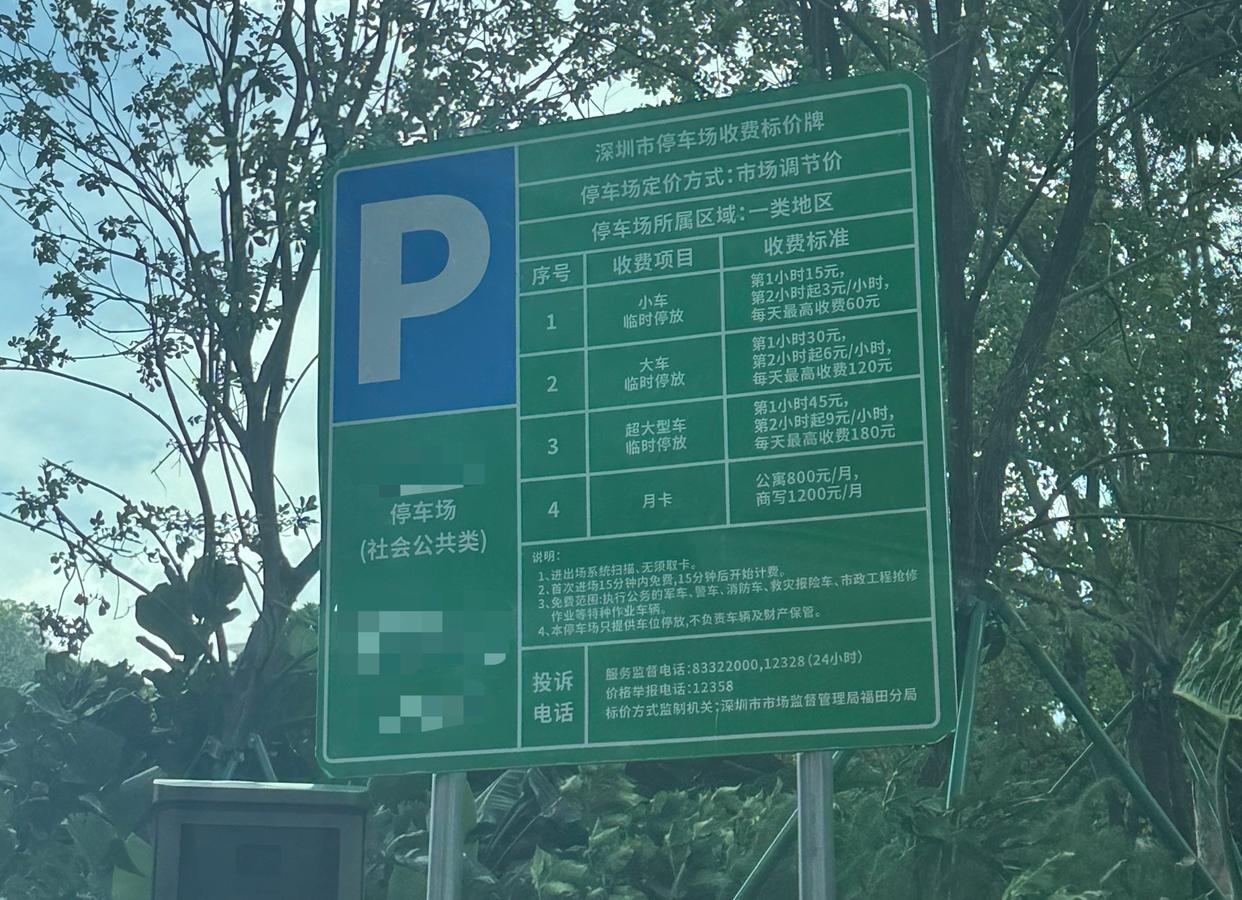 P
停车场
(社会公共类)
深圳市停车场收费标价牌
停车场定价方式:市场调节价
停车场所属区域:一类地区
序号 收费项目 收费标准
1 小车
临时停放 第1小时15元,
第2小时起3元/小时,
每天最高收费60元
2 大车
临时停放 第1小时30元,
第2小时起6元/小时,
每天最高收费120元
3 超大型车
临时停放 第1小时45元,
第2小时起9元/小时,
每天最高收费180元
4 月卡 公寓800元/月,
商写1200元/月
说明:
1、进出场系统扫描、无须取卡。
2、首次进场15分钟内免费,15分钟后开始计费。
3、免费范围:执行公务的军车、警车、消防车、救灾报险车、市政工程抢修
作业等特种作业车辆。
4、本停车场只提供车位停放,不负责车辆及财产保管。
投诉
电话
服务监督电话:83322000,12328(24小时)
价格举报电话:12358
标价方式监制机关:深圳市市场监督管理局福田分局